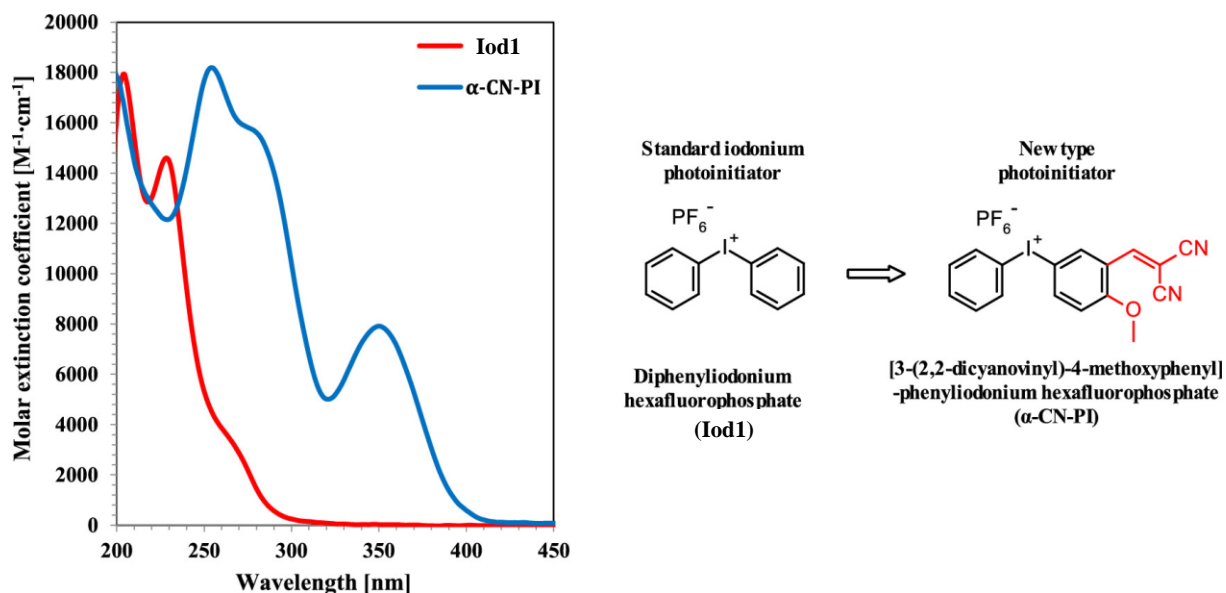 20000
18000
16000
14000
12000
10000
8000
6000
4000
2000
0
200
250
300
350
400
450
Molar extinction coefficient [M⁻¹·cm⁻¹]
Wavelength [nm]
Iod1
α-CN-PI
Standard iodonium
photoinitiator
PF₆⁻
I⁺
Diphenyliodonium
hexafluorophosphate
(Iod1)
New type
photoinitiator
PF₆⁻
I⁺
CN
CN
O
[3-(2,2-dicyanovinyl)-4-methoxyphenyl]
-phenyliodonium hexafluorophosphate
(α-CN-PI)